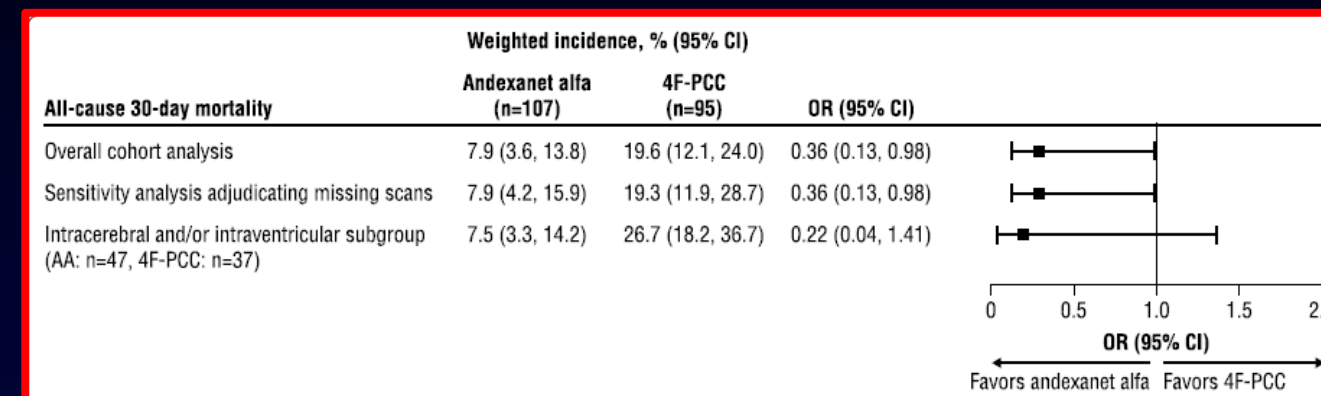 Weighted incidence, % (95% CI)
All-cause 30-day mortality Andexanet alfa (n=107) 4F-PCC (n=95) OR (95% CI)
Overall cohort analysis 7.9 (3.6, 13.8) 19.6 (12.1, 24.0) 0.36 (0.13, 0.98)
Sensitivity analysis adjudicating missing scans 7.9 (4.2, 15.9) 19.3 (11.9, 28.7) 0.36 (0.13, 0.98)
Intracerebral and/or intraventricular subgroup 7.5 (3.3, 14.2) 26.7 (18.2, 36.7) 0.22 (0.04, 1.41)
(AA: n=47, 4F-PCC: n=37)
0 0.5 1.0 1.5 2.
OR (95% CI)
Favors andexanet alfa Favors 4F-PCC